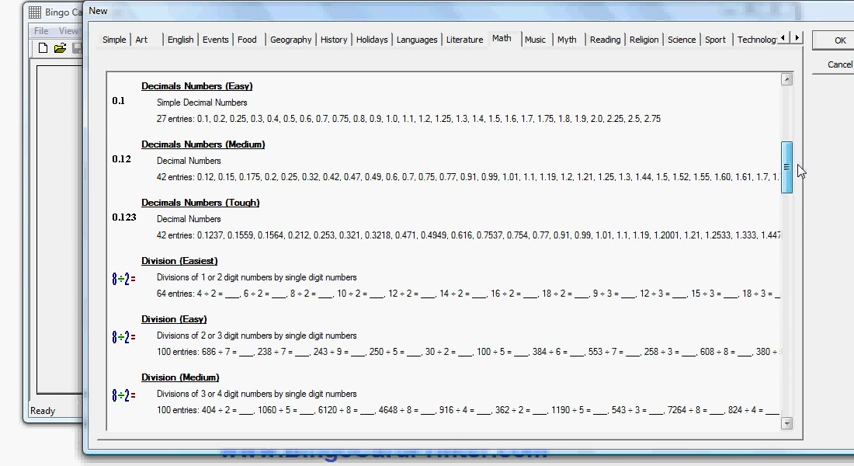 Bingo Ca
New
File View
Simple Art English Events Food Geography History Holidays Languages Literature Math Music Myth Reading Religion Science Sport Technolog
OK
Cancel
Decimals Numbers (Easy)
0.1 Simple Decimal Numbers
27 entries: 0.1, 0.2, 0.25, 0.3, 0.4, 0.5, 0.6, 0.7, 0.75, 0.8, 0.9, 1.0, 1.1, 1.2, 1.25, 1.3, 1.4, 1.5, 1.6, 1.7, 1.75, 1.8, 1.9, 2.0, 2.25, 2.5, 2.75
Decimals Numbers (Medium)
0.12 Decimal Numbers
42 entries: 0.12, 0.15, 0.175, 0.2, 0.25, 0.32, 0.42, 0.47, 0.49, 0.6, 0.7, 0.75, 0.77, 0.91, 0.99, 1.01, 1.1, 1.19, 1.2, 1.21, 1.25, 1.3, 1.44, 1.5, 1.52, 1.55, 1.60, 1.61, 1.7, 1.
Decimals Numbers (Tough)
0.123 Decimal Numbers
42 entries: 0.1237, 0.1559, 0.1564, 0.212, 0.253, 0.321, 0.3218, 0.471, 0.4949, 0.616, 0.7537, 0.754, 0.77, 0.91, 0.99, 1.01, 1.1, 1.19, 1.2001, 1.21, 1.2533, 1.333, 1.447
Division (Easiest)
8÷2= Divisions of 1 or 2 digit numbers by single digit numbers
64 entries: 4 ÷ 2 = ___, 6 ÷ 2 = ___, 8 ÷ 2 = ___, 10 ÷ 2 = ___, 12 ÷ 2 = ___, 14 ÷ 2 = ___, 16 ÷ 2 = ___, 18 ÷ 2 = ___, 9 ÷ 3 = ___, 12 ÷ 3 = ___, 15 ÷ 3 = ___, 18 ÷ 3 = _
Division (Easy)
8÷2= Divisions of 2 or 3 digit numbers by single digit numbers
100 entries: 686 ÷ 7 = ___, 238 ÷ 7 = ___, 243 ÷ 9 = ___, 250 ÷ 5 = ___, 30 ÷ 2 = ___, 100 ÷ 5 = ___, 384 ÷ 6 = ___, 553 ÷ 7 = ___, 258 ÷ 3 = ___, 608 ÷ 8 = ___, 380 ÷
Division (Medium)
8÷2= Divisions of 3 or 4 digit numbers by single digit numbers
100 entries: 404 ÷ 2 = ___, 1060 ÷ 5 = ___, 6120 ÷ 8 = ___, 4648 ÷ 8 = ___, 916 ÷ 4 = ___, 362 ÷ 2 = ___, 1190 ÷ 5 = ___, 543 ÷ 3 = ___, 7264 ÷ 8 = ___, 824 ÷ 4 = ___
Ready